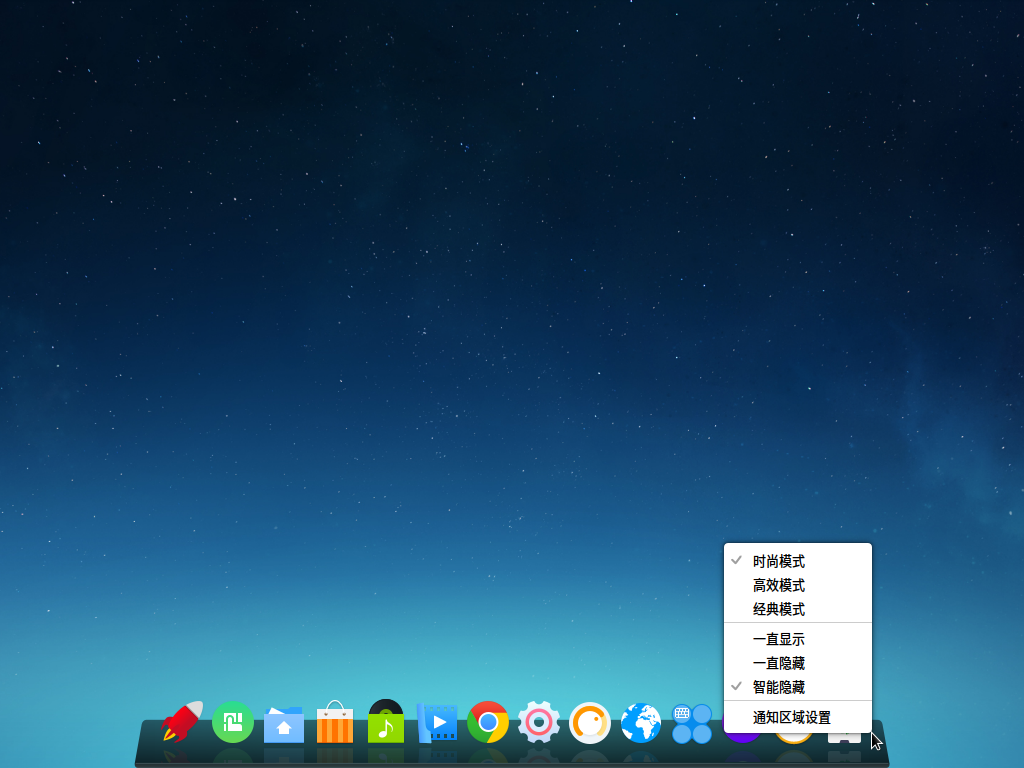 时尚模式
高效模式
经典模式
一直显示
一直隐藏
智能隐藏
通知区域设置